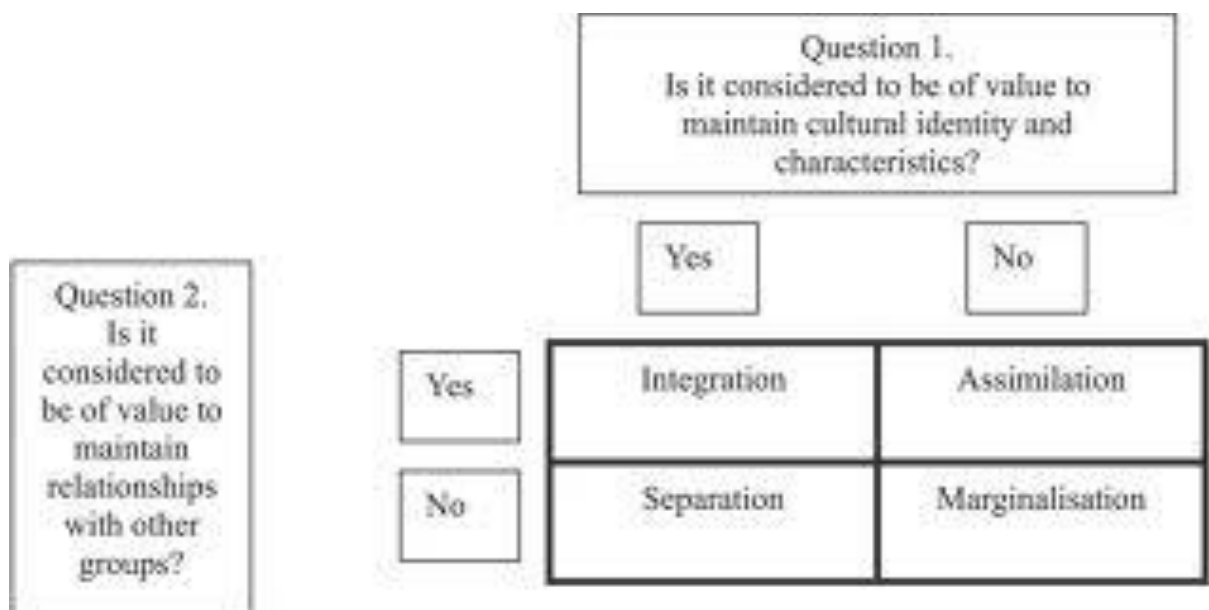 Question 1.
Is it considered to be of value to
maintain cultural identity and
characteristics?
Yes
No
Question 2.
Is it
considered to
be of value to
maintain
relationships
with other
groups?
Yes
Integration
Assimilation
No
Separation
Marginalisation